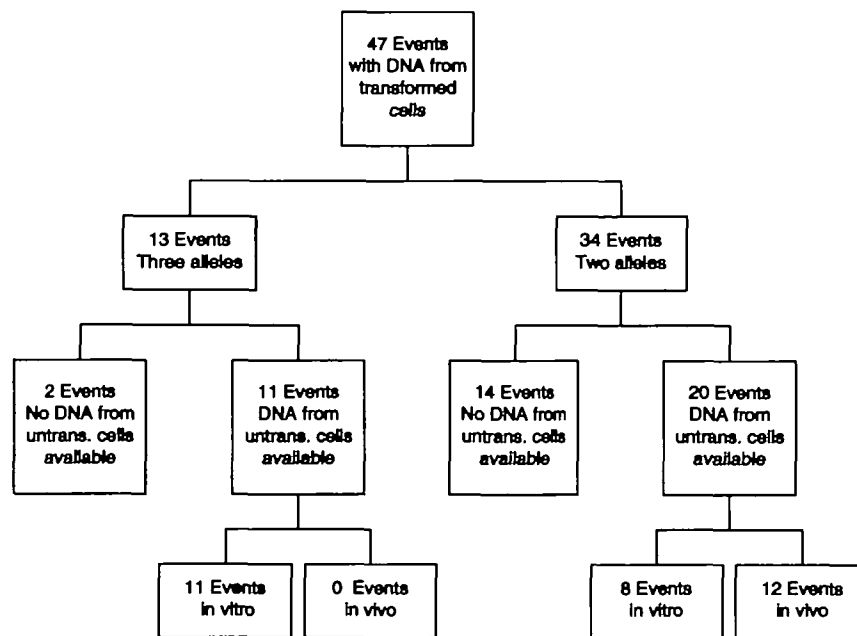 47 Events
with DNA from
transformed
cells
13 Events
Three alleles
34 Events
Two alleles
2 Events
No DNA from
untrans. cells
available
11 Events
DNA from
untrans. cells
available
14 Events
No DNA from
untrans. cells
available
20 Events
DNA from
untrans. cells
available
11 Events
in vitro
0 Events
in vivo
8 Events
in vitro
12 Events
in vivo